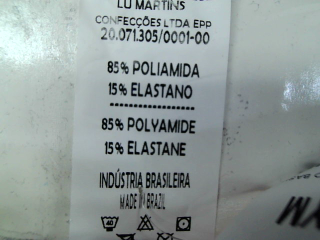 LU MARTINS
CONFECÇÕES LTDA EPP
20.071.305/0001-00
85% POLIAMIDA
15% ELASTANO
85% POLYAMIDE
15% ELASTANE
INDÚSTRIA BRASILEIRA
MADE IN BRAZIL
40